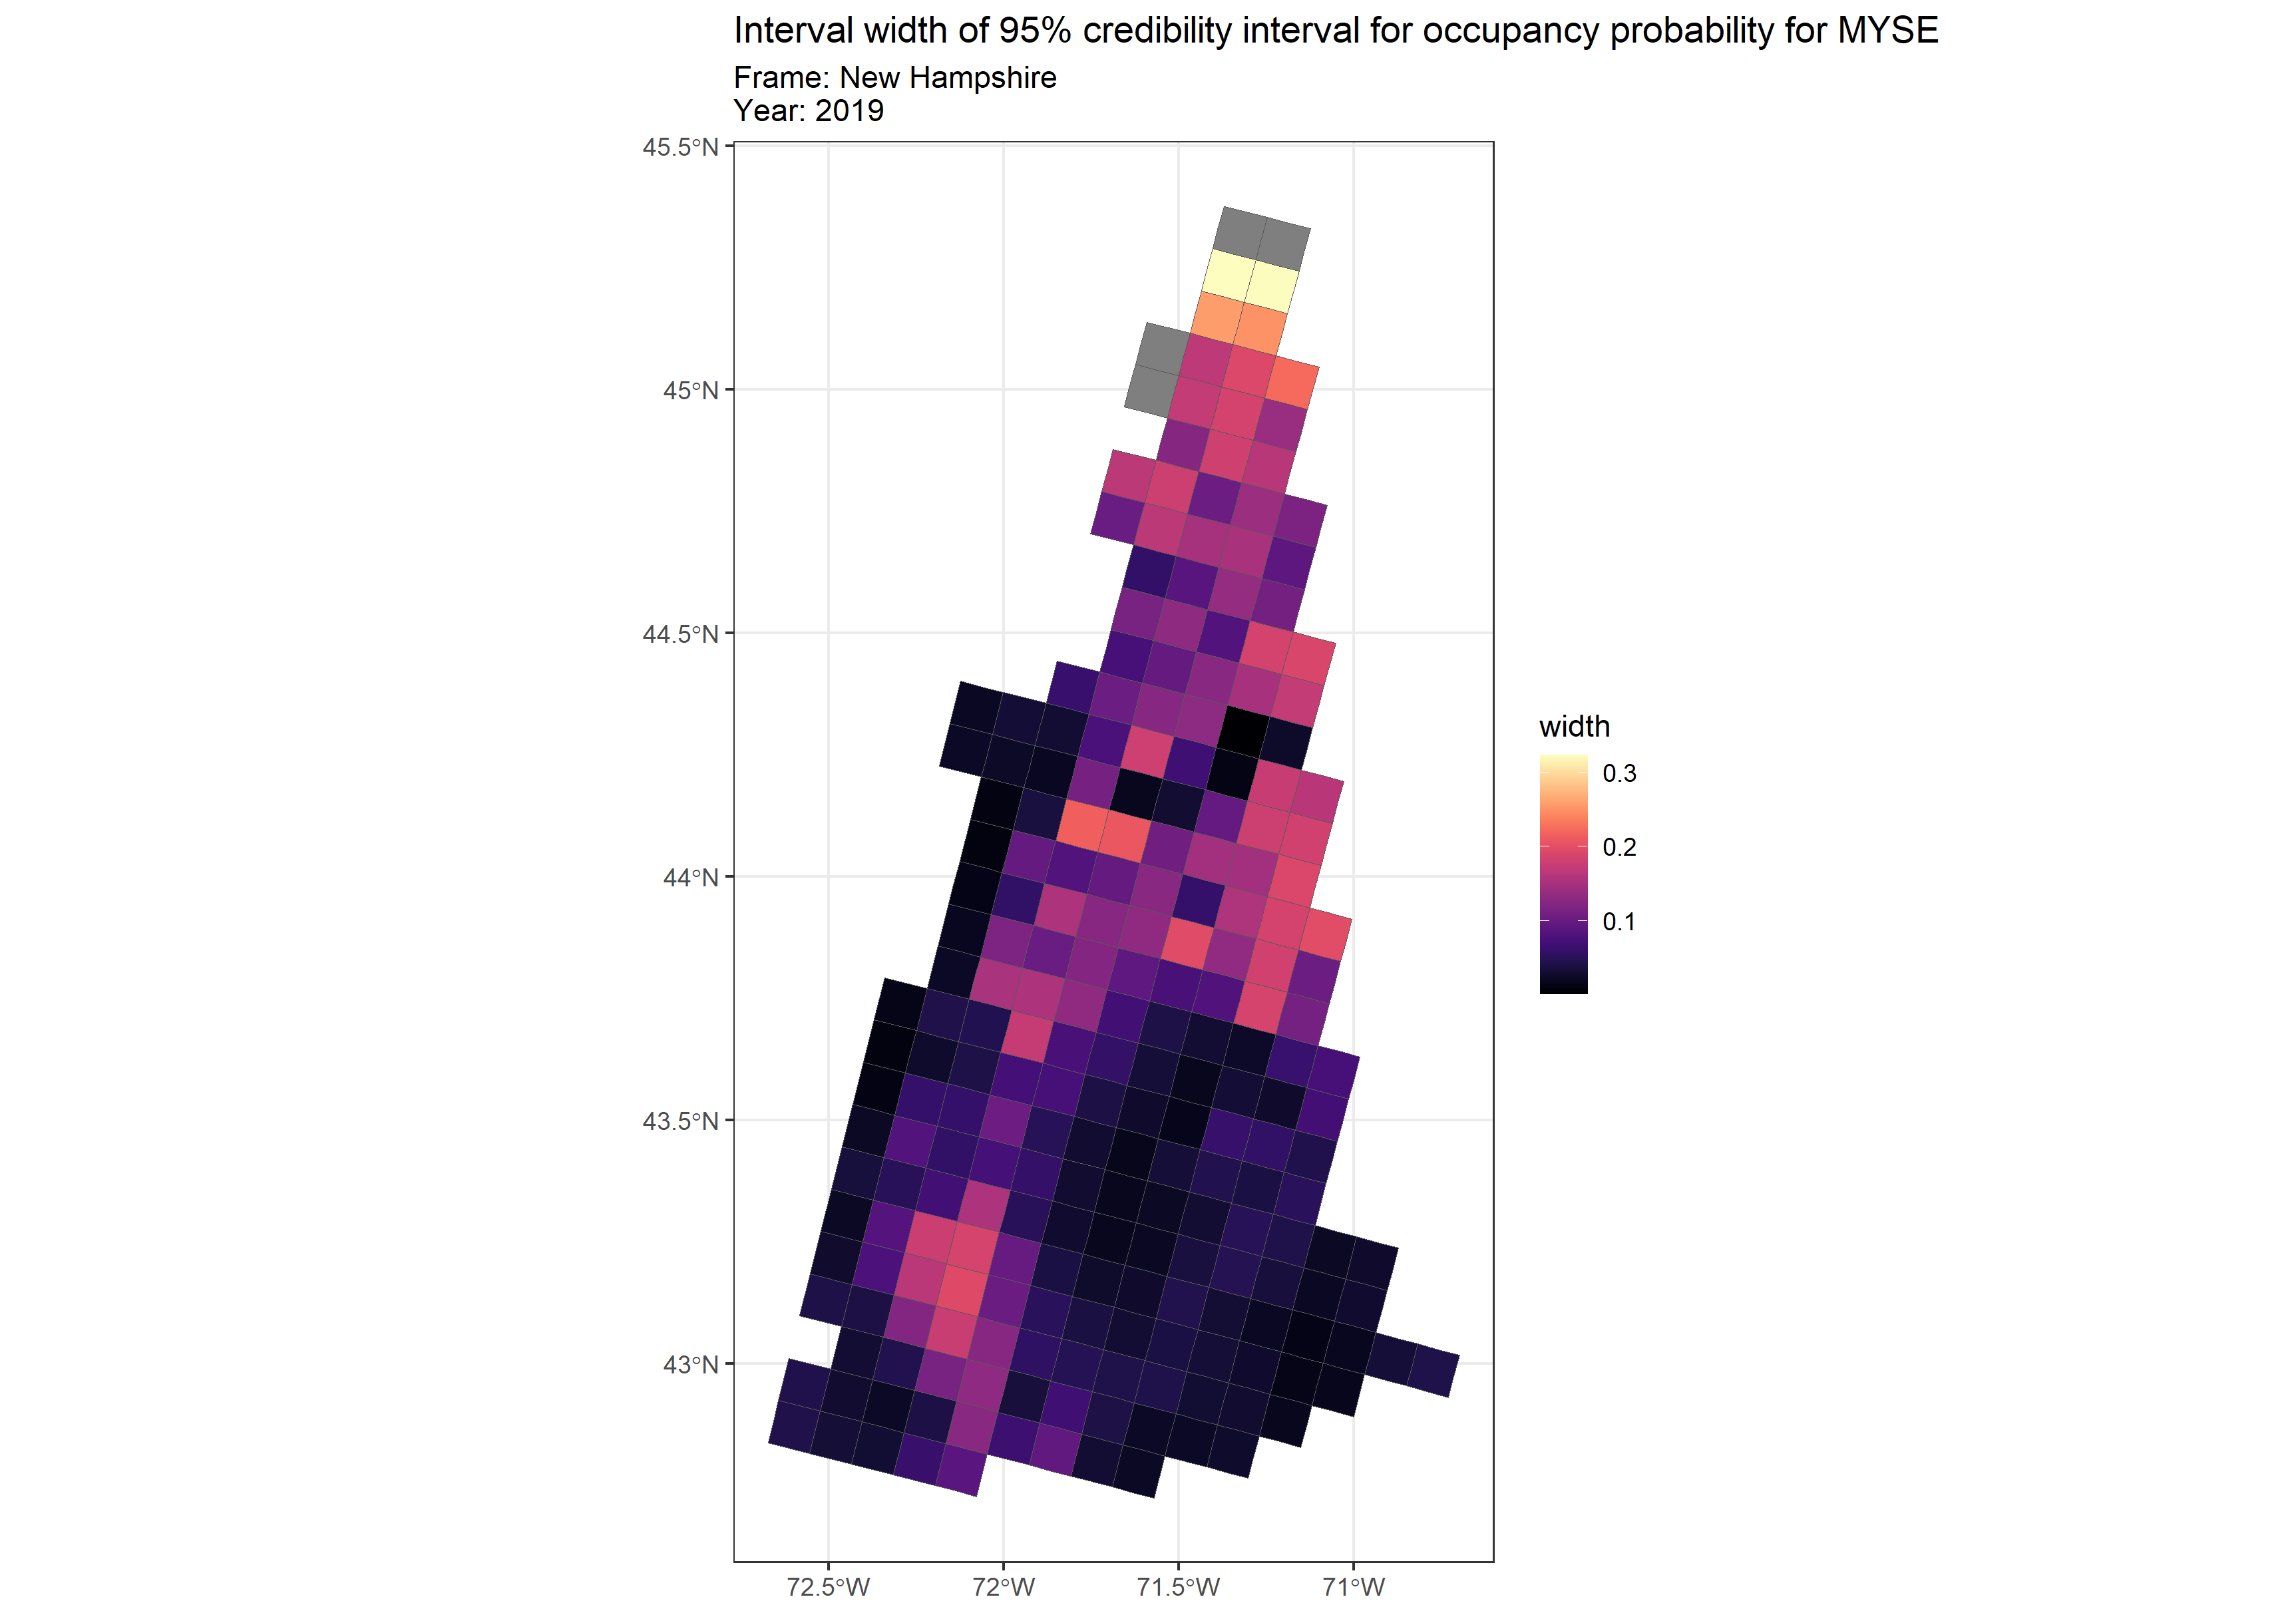 Interval width of 95% credibility interval for occupancy probability for MYSE
Frame: New Hampshire
Year: 2019
45.5°N
45°N
44.5°N
44°N
43.5°N
43°N
72.5°W
72°W
71.5°W
71°W
width
0.3
0.2
0.1